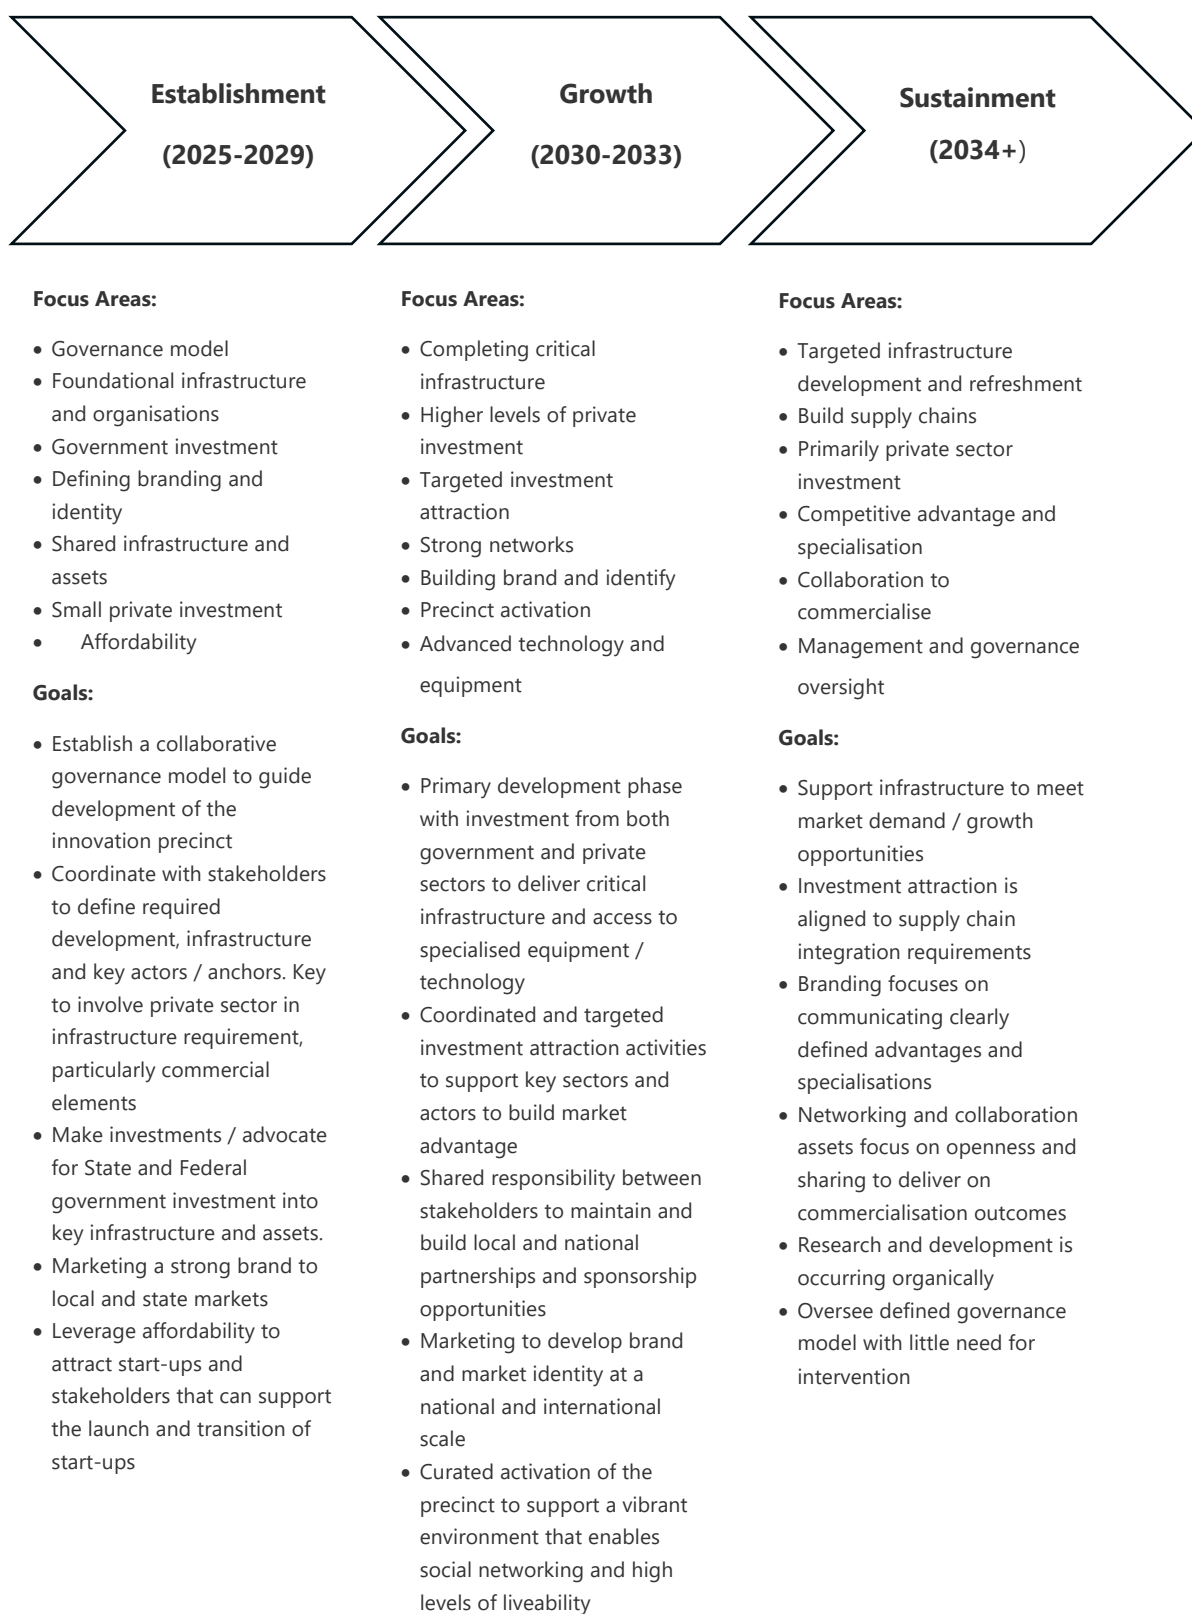 Establishment
(2025-2029)
Growth
(2030-2033)
Sustainment
(2034+)
Focus Areas:
• Governance model
• Foundational infrastructure
and organisations
• Government investment
• Defining branding and
identity
• Shared infrastructure and
assets
• Small private investment
• Affordability
Goals:
• Establish a collaborative
governance model to guide
development of the
innovation precinct
• Coordinate with stakeholders
to define required
development, infrastructure
and key actors / anchors. Key
to involve private sector in
infrastructure requirement,
particularly commercial
elements
• Make investments / advocate
for State and Federal
government investment into
key infrastructure and assets.
• Marketing a strong brand to
local and state markets
• Leverage affordability to
attract start-ups and
stakeholders that can support
the launch and transition of
start-ups
Focus Areas:
• Completing critical
infrastructure
• Higher levels of private
investment
• Targeted investment
attraction
• Strong networks
• Building brand and identify
• Precinct activation
• Advanced technology and
equipment
Goals:
• Primary development phase
with investment from both
government and private
sectors to deliver critical
infrastructure and access to
specialised equipment /
technology
• Coordinated and targeted
investment attraction activities
to support key sectors and
actors to build market
advantage
• Shared responsibility between
stakeholders to maintain and
build local and national
partnerships and sponsorship
opportunities
• Marketing to develop brand
and market identity at a
national and international
scale
• Curated activation of the
precinct to support a vibrant
environment that enables
social networking and high
levels of liveability
Focus Areas:
• Targeted infrastructure
development and refreshment
• Build supply chains
• Primarily private sector
investment
• Competitive advantage and
specialisation
• Collaboration to
commercialise
• Management and governance
oversight
Goals:
• Support infrastructure to meet
market demand / growth
opportunities
• Investment attraction is
aligned to supply chain
integration requirements
• Branding focuses on
communicating clearly
defined advantages and
specialisations
• Networking and collaboration
assets focus on openness and
sharing to deliver on
commercialisation outcomes
• Research and development is
occurring organically
• Oversee defined governance
model with little need for
intervention